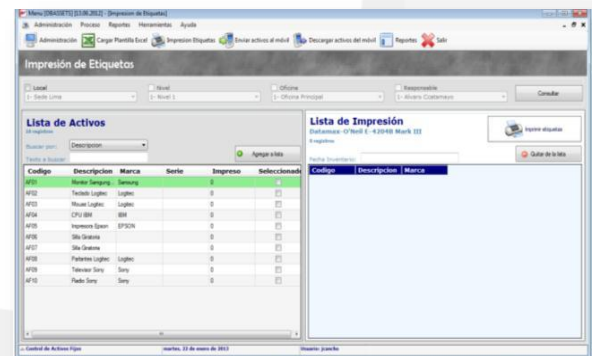 Menu [DBASSETS] [13.06.2012] - [Impresion de Etiquetas]
Administración Proceso Reportes Herramientas Ayuda
Administración Cargar Plantilla Excel Impresion Etiquetas Enviar activos al móvil Descargar activos del móvil Reportes Salir
Impresión de Etiquetas
Local Nivel Oficina Responsable
1- Sede Lima 1- Nivel 1 1- Oficina Principal 1- Alvaro Custamayo Consultar
Lista de Activos
10 registros
Buscar por: Descripcion
Texto a buscar: Agregar a lista
Codigo Descripcion Marca Serie Impreso Seleccionado
AF01 Monitor Samgung... Samsung 0
AF02 Teclado Logitec Logitec 0
AF03 Mouse Logitec Logitec 0
AF04 CPU IBM IBM 0
AF05 Impresora Epson EPSON 0
AF06 Silla Giratoria 0
AF07 Silla Giratoria 0
AF08 Parlantes Logitec Logitec 0
AF09 Televisor Sony Sony 0
AF10 Radio Sony Sony 0
Lista de Impresión
Datamax-O'Neil E-4204B Mark III
0 registros
Imprimir etiquetas
Fecha Inventario: Quitar de la lista
Codigo Descripcion Marca
Control de Activos Fijos martes, 22 de enero de 2013 Usuario: jcancho